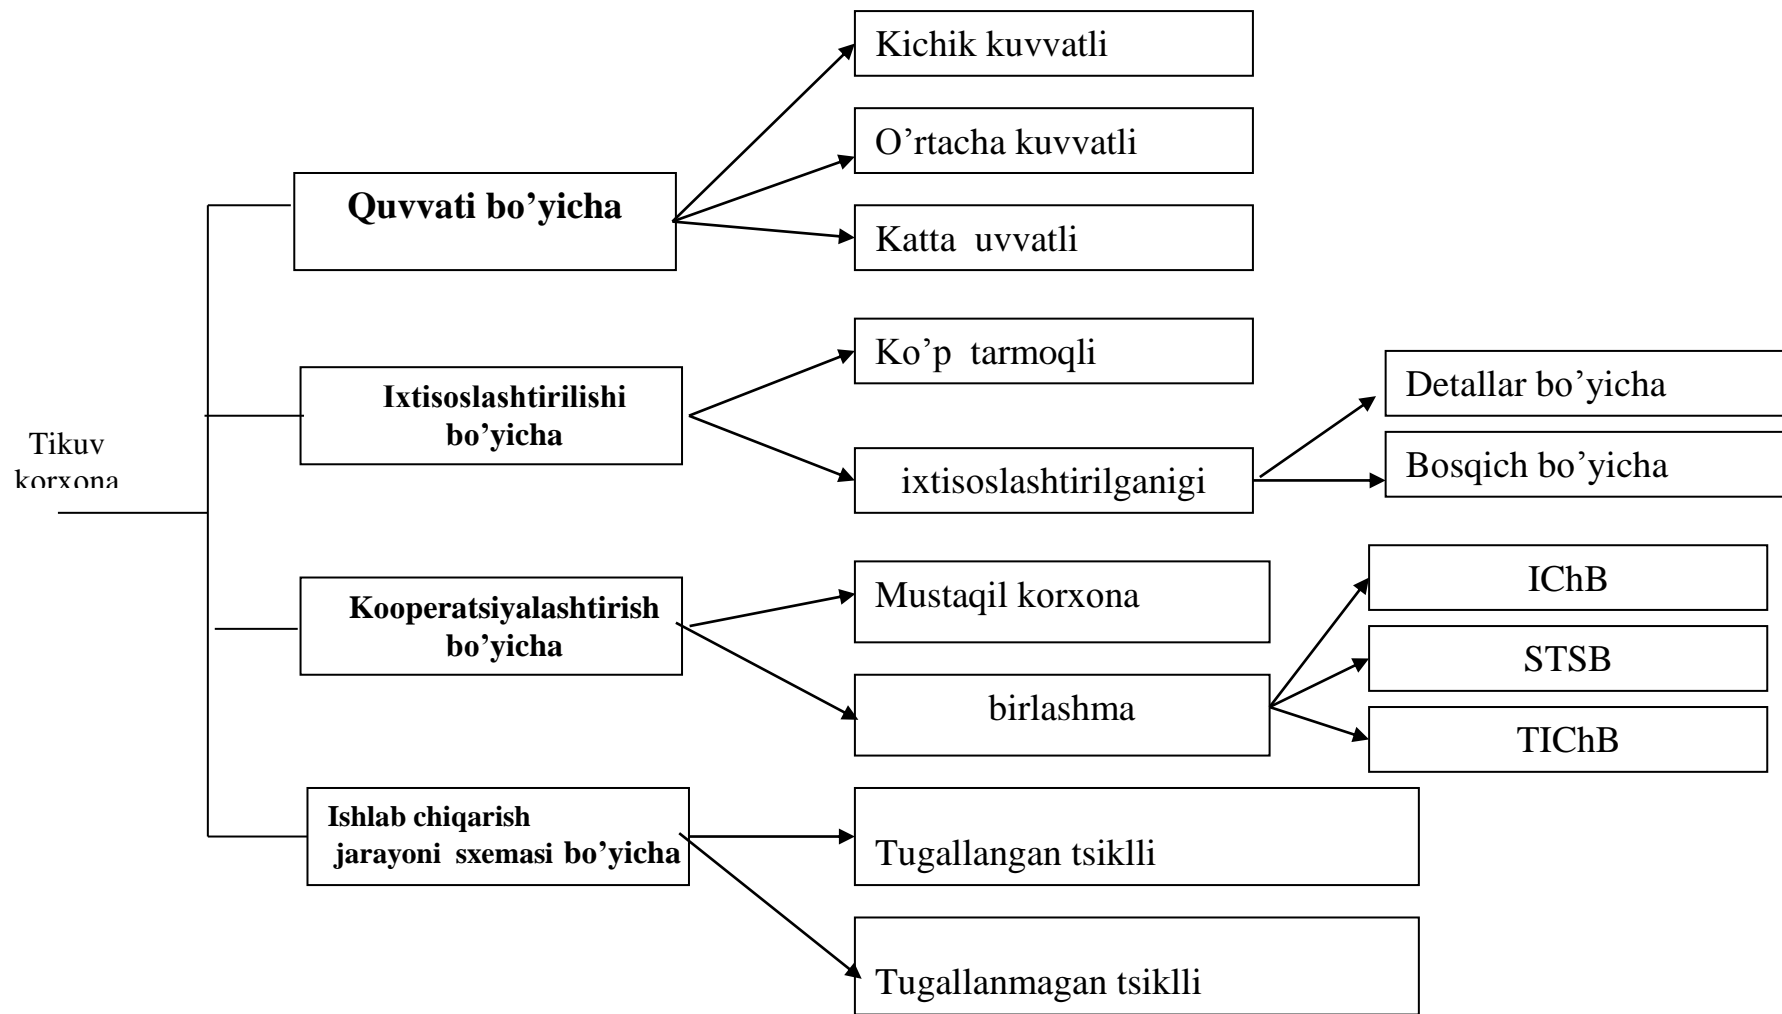 Tikuv
korxona
Quvvati bo’yicha
Kichik kuvvatli
O’rtacha kuvvatli
Katta  uvvatli
Ixtisoslashtirilishi
bo’yicha
Ko’p  tarmoqli
ixtisoslashtirilganigi
Detallar bo’yicha
Bosqich bo’yicha
Kooperatsiyalashtirish
bo’yicha
Mustaqil korxona
birlashma
IChB
STSB
TIChB
Ishlab chiqarish
jarayoni  sxemasi bo’yicha
Tugallangan tsiklli
Tugallanmagan tsiklli